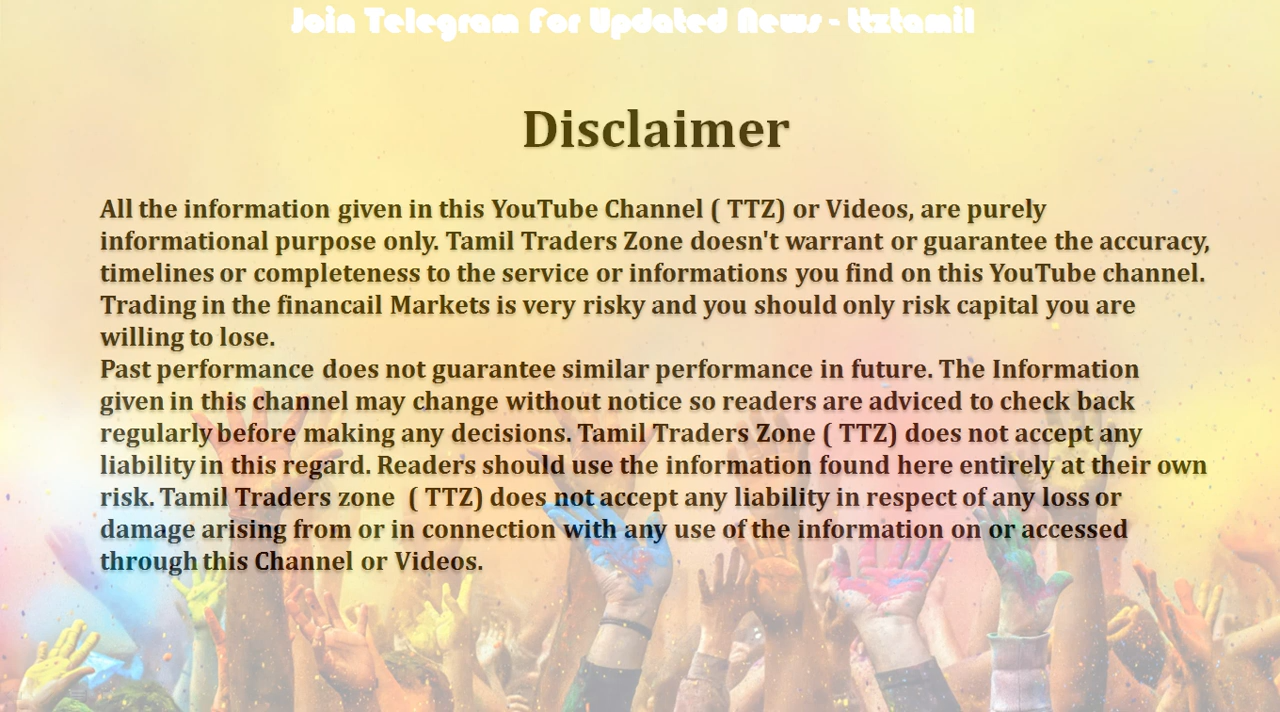 Join Telegram For Updated News - ttztamil
Disclaimer
All the information given in this YouTube Channel ( TTZ) or Videos, are purely
informational purpose only. Tamil Traders Zone doesn't warrant or guarantee the accuracy,
timelines or completeness to the service or informations you find on this YouTube channel.
Trading in the financail Markets is very risky and you should only risk capital you are
willing to lose.
Past performance does not guarantee similar performance in future. The Information
given in this channel may change without notice so readers are adviced to check back
regularly before making any decisions. Tamil Traders Zone ( TTZ) does not accept any
liability in this regard. Readers should use the information found here entirely at their own
risk. Tamil Traders zone  ( TTZ) does not accept any liability in respect of any loss or
damage arising from or in connection with any use of the information on or accessed
through this Channel or Videos.